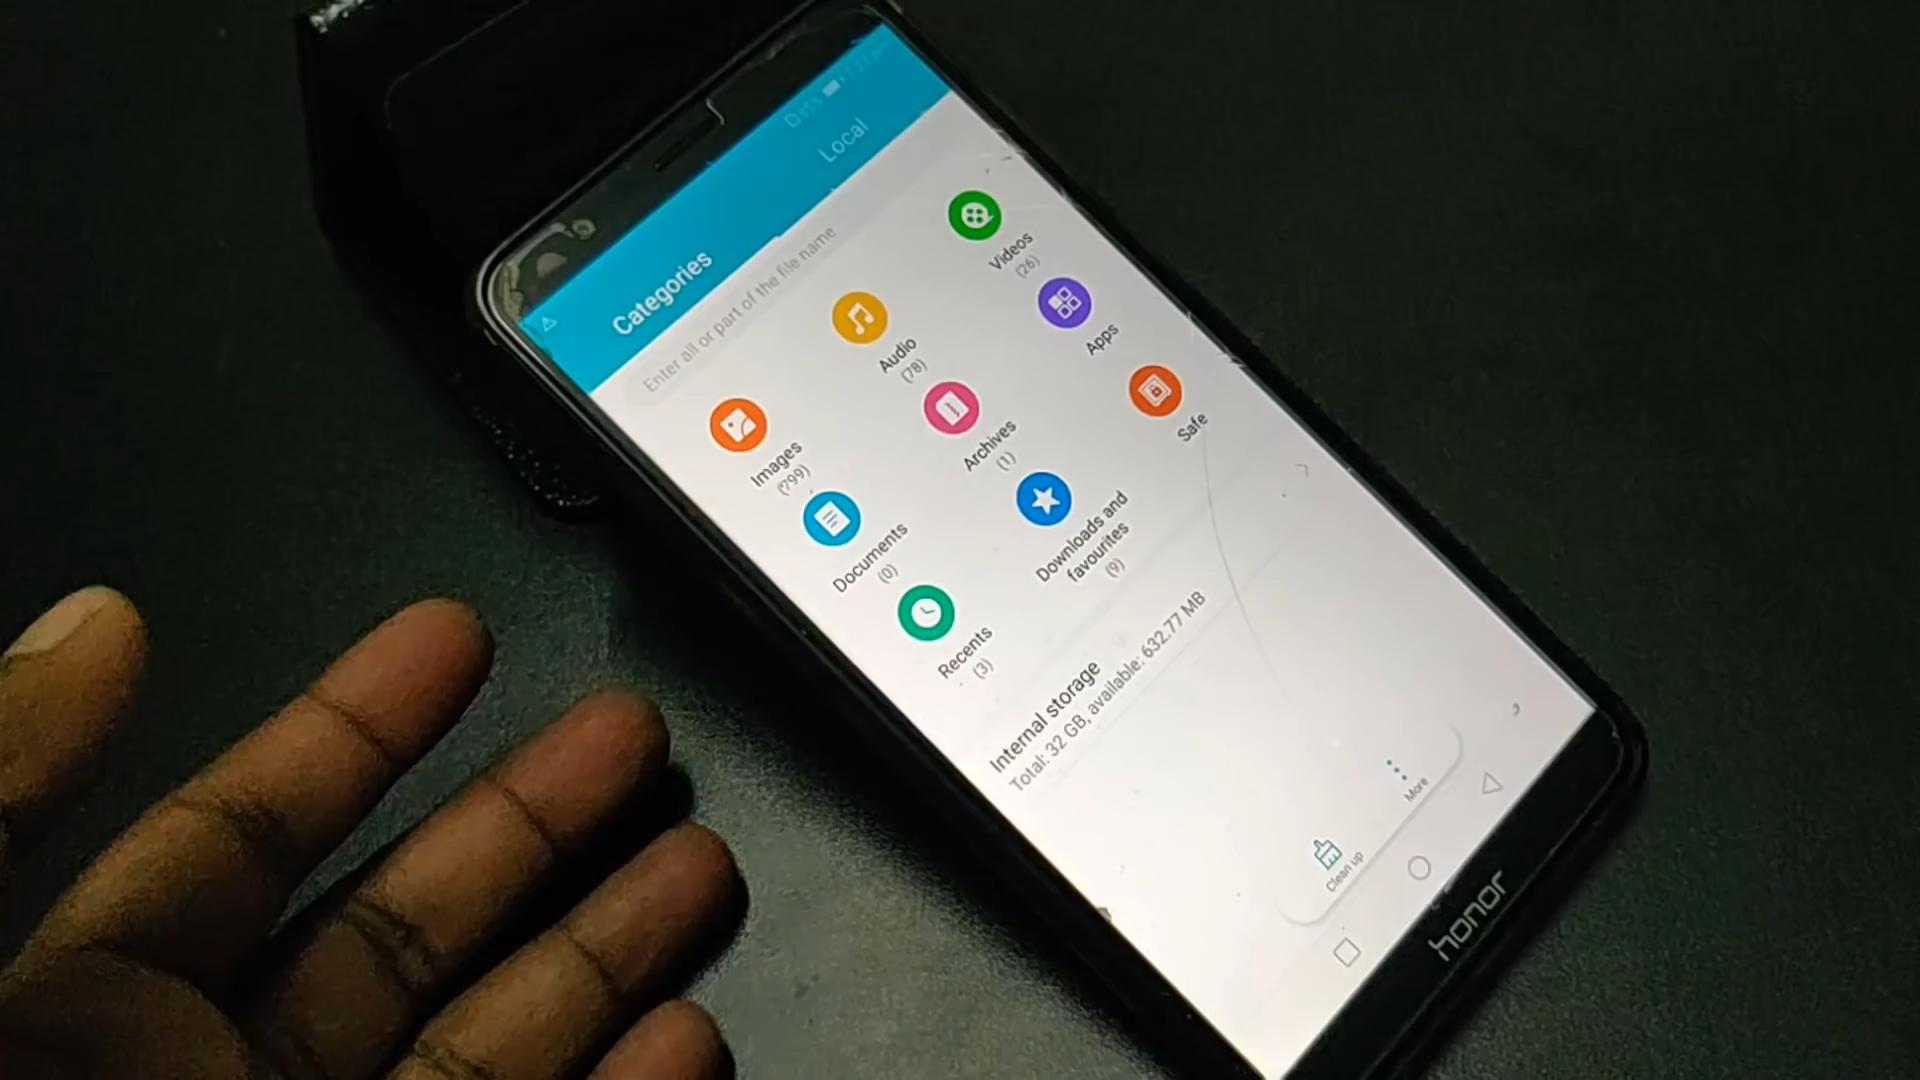 85%
Categories
Local
Enter all or part of the file name
Images
(799)
Audio
(78)
Videos
(26)
Documents
(0)
Archives
(1)
Apps
Recents
(3)
Downloads and
favourites
(9)
Safe
Internal storage
Total: 32 GB, available: 632.77 MB
Clean up
More
honor